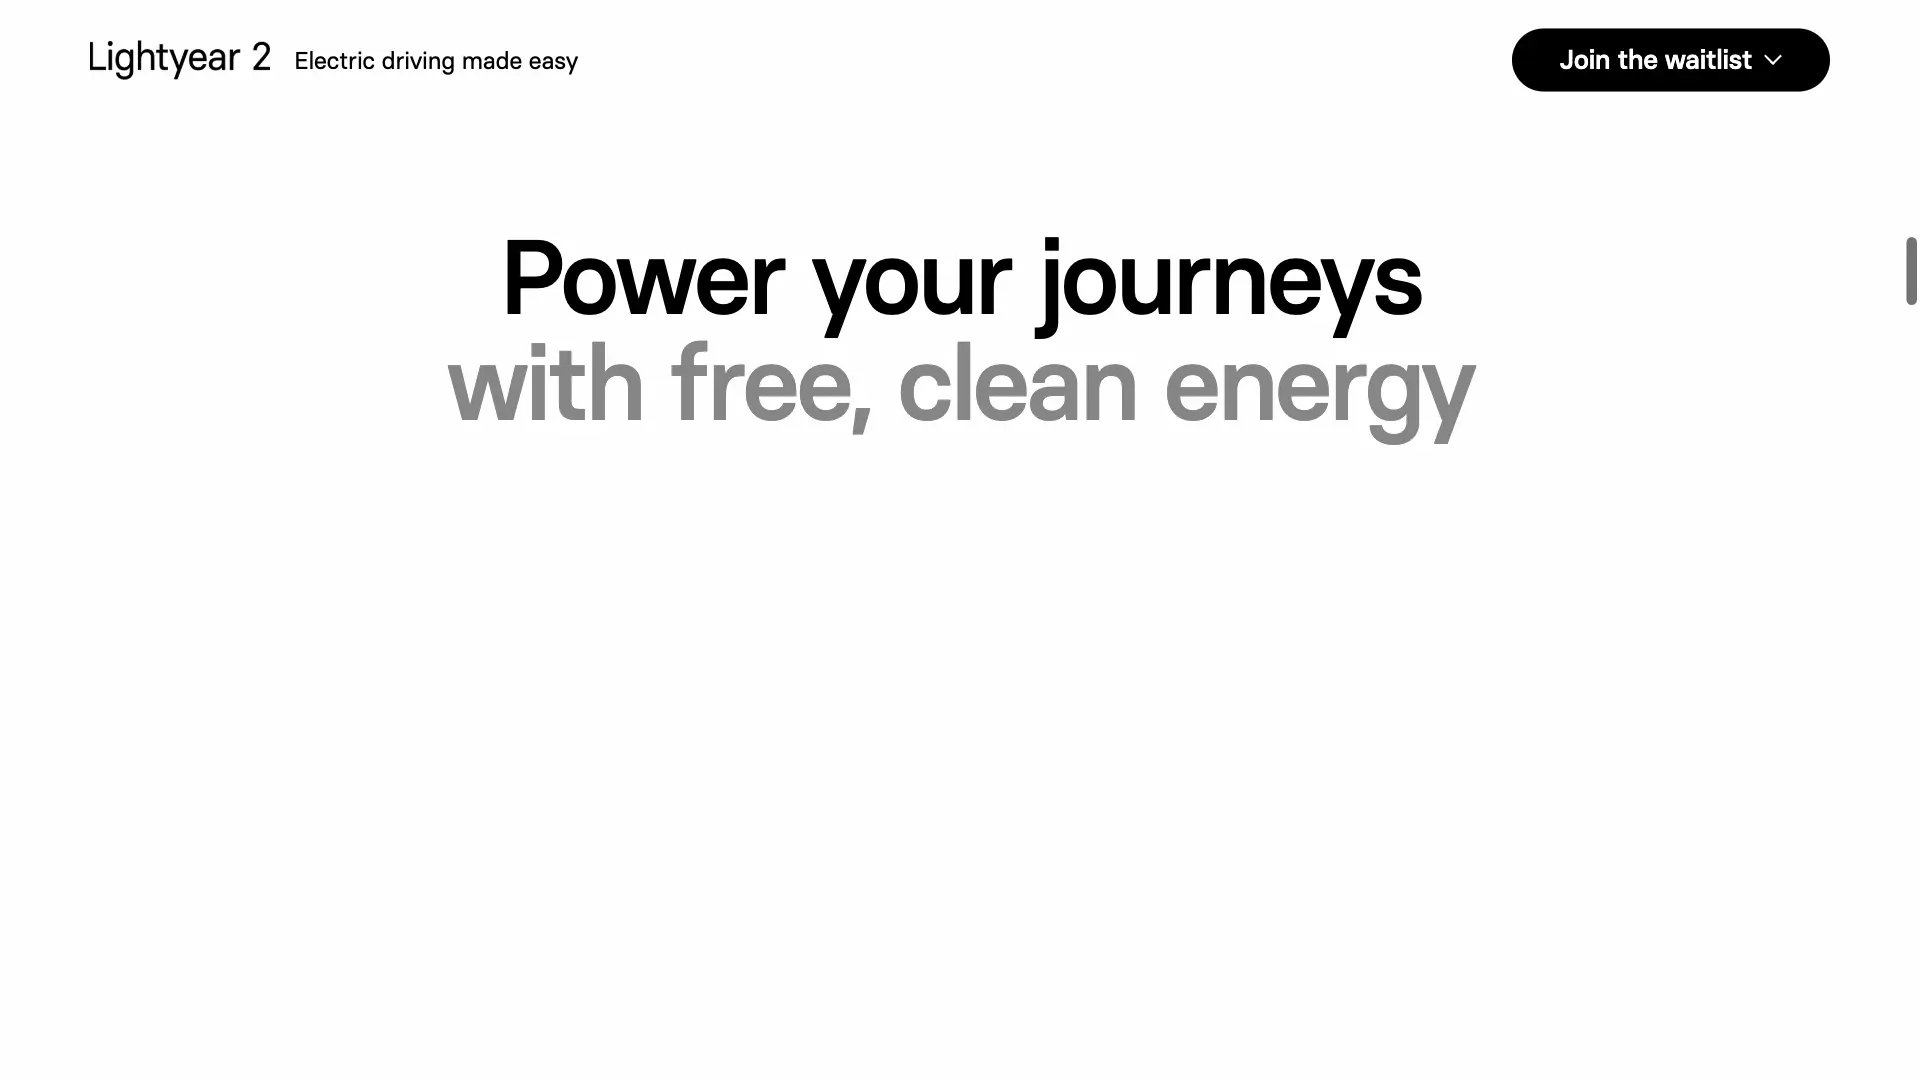 Lightyear 2
Electric driving made easy
Join the waitlist
Power your journeys
with free, clean energy